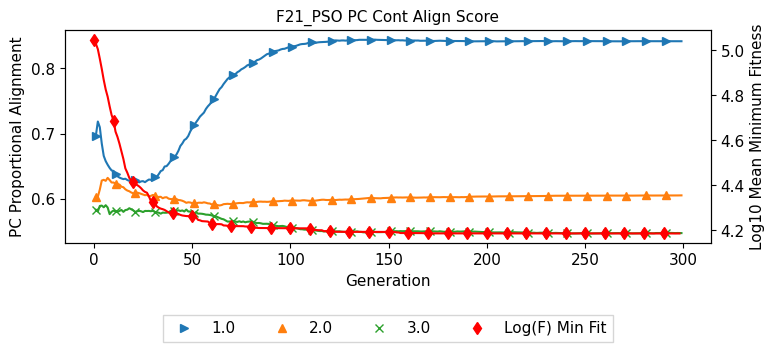 F21_PSO PC Cont Align Score
PC Proportional Alignment
0.8
0.7
0.6
5.0
4.8
4.6
4.4
4.2
Log10 Mean Minimum Fitness
0 50 100 150 200 250 300
Generation
1.0 2.0 3.0 Log(F) Min Fit